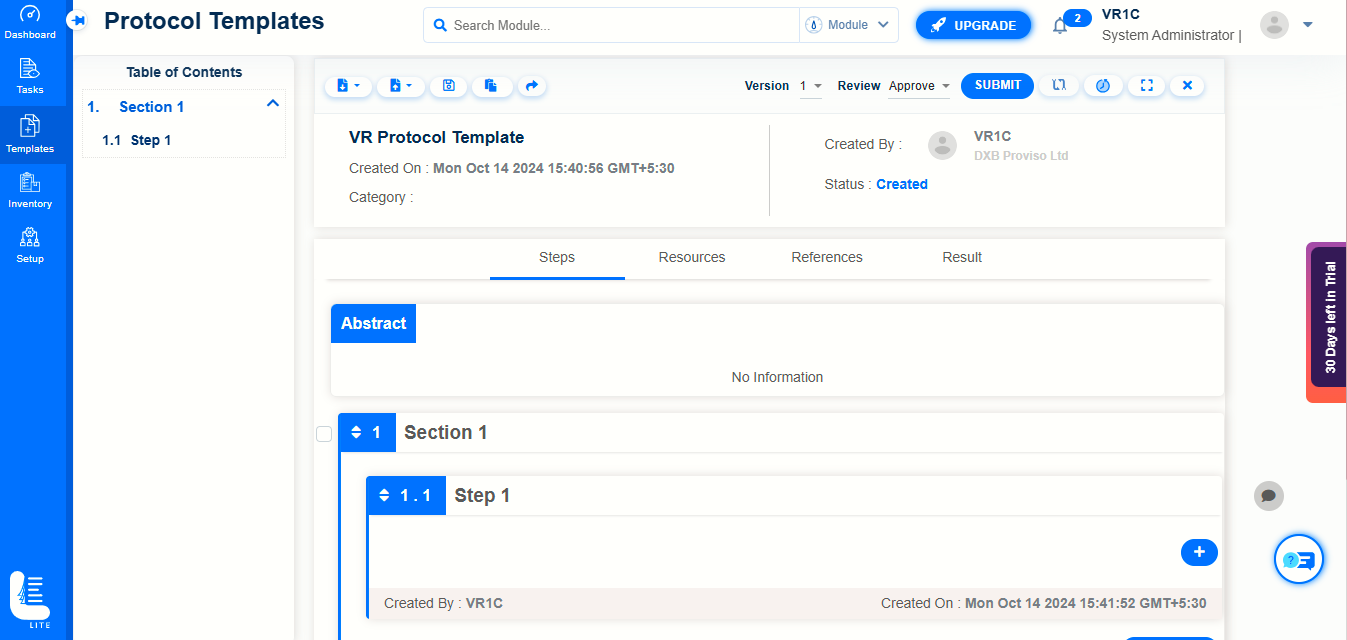 Dashboard
Tasks
Templates
Inventory
Setup
LITE
Protocol Templates
Search Module...
Module
UPGRADE
2
VR1C
System Administrator |
Table of Contents
1. Section 1
1.1 Step 1
Version 1 Review Approve SUBMIT
VR Protocol Template
Created On : Mon Oct 14 2024 15:40:56 GMT+5:30
Category :
Created By : VR1C
DXB Proviso Ltd
Status : Created
Steps Resources References Result
Abstract
No Information
1 Section 1
1 . 1 Step 1
+
Created By : VR1C Created On : Mon Oct 14 2024 15:41:52 GMT+5:30
30 Days left in Trial
?